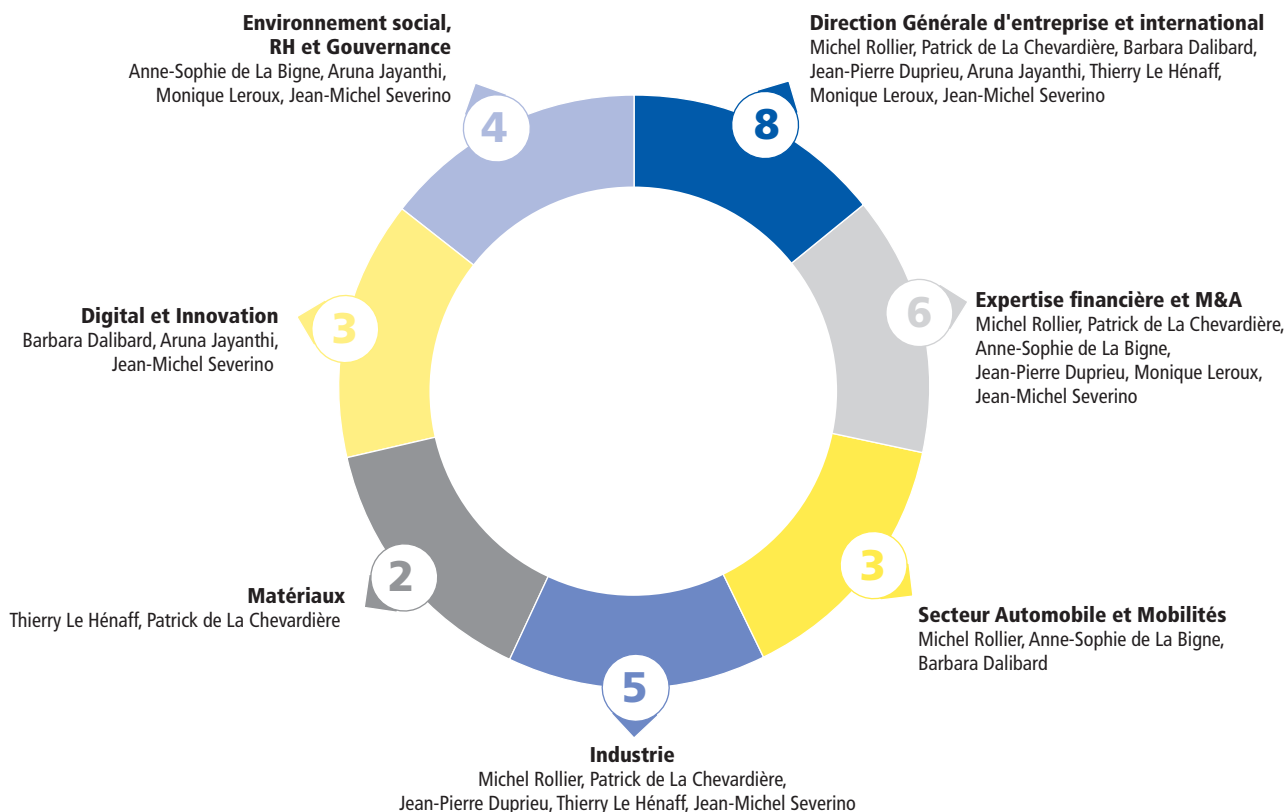 Environnement social,
RH et Gouvernance
Anne-Sophie de La Bigne, Aruna Jayanthi,
Monique Leroux, Jean-Michel Severino
4
Direction Générale d'entreprise et international
Michel Rollier, Patrick de La Chevardière, Barbara Dalibard,
Jean-Pierre Duprieu, Aruna Jayanthi, Thierry Le Hénaff,
Monique Leroux, Jean-Michel Severino
8
Digital et Innovation
Barbara Dalibard, Aruna Jayanthi,
Jean-Michel Severino
3
Expertise financière et M&A
Michel Rollier, Patrick de La Chevardière,
Anne-Sophie de La Bigne,
Jean-Pierre Duprieu, Monique Leroux,
Jean-Michel Severino
6
Matériaux
Thierry Le Hénaff, Patrick de La Chevardière
2
Secteur Automobile et Mobilités
Michel Rollier, Anne-Sophie de La Bigne,
Barbara Dalibard
3
5
Industrie
Michel Rollier, Patrick de La Chevardière,
Jean-Pierre Duprieu, Thierry Le Hénaff, Jean-Michel Severino